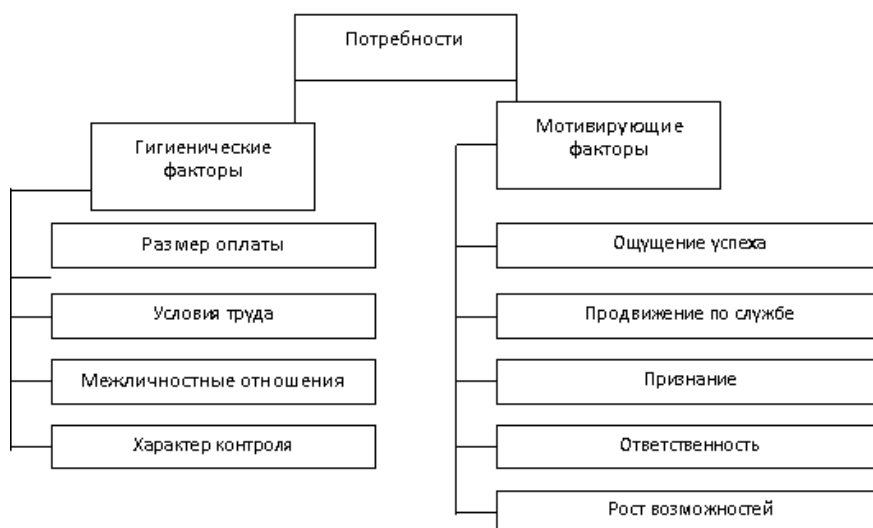 Потребности
Гигиенические
факторы
Размер оплаты
Условия труда
Межличностные отношения
Характер контроля
Мотивирующие
факторы
Ощущение успеха
Продвижение по службе
Признание
Ответственность
Рост возможностей